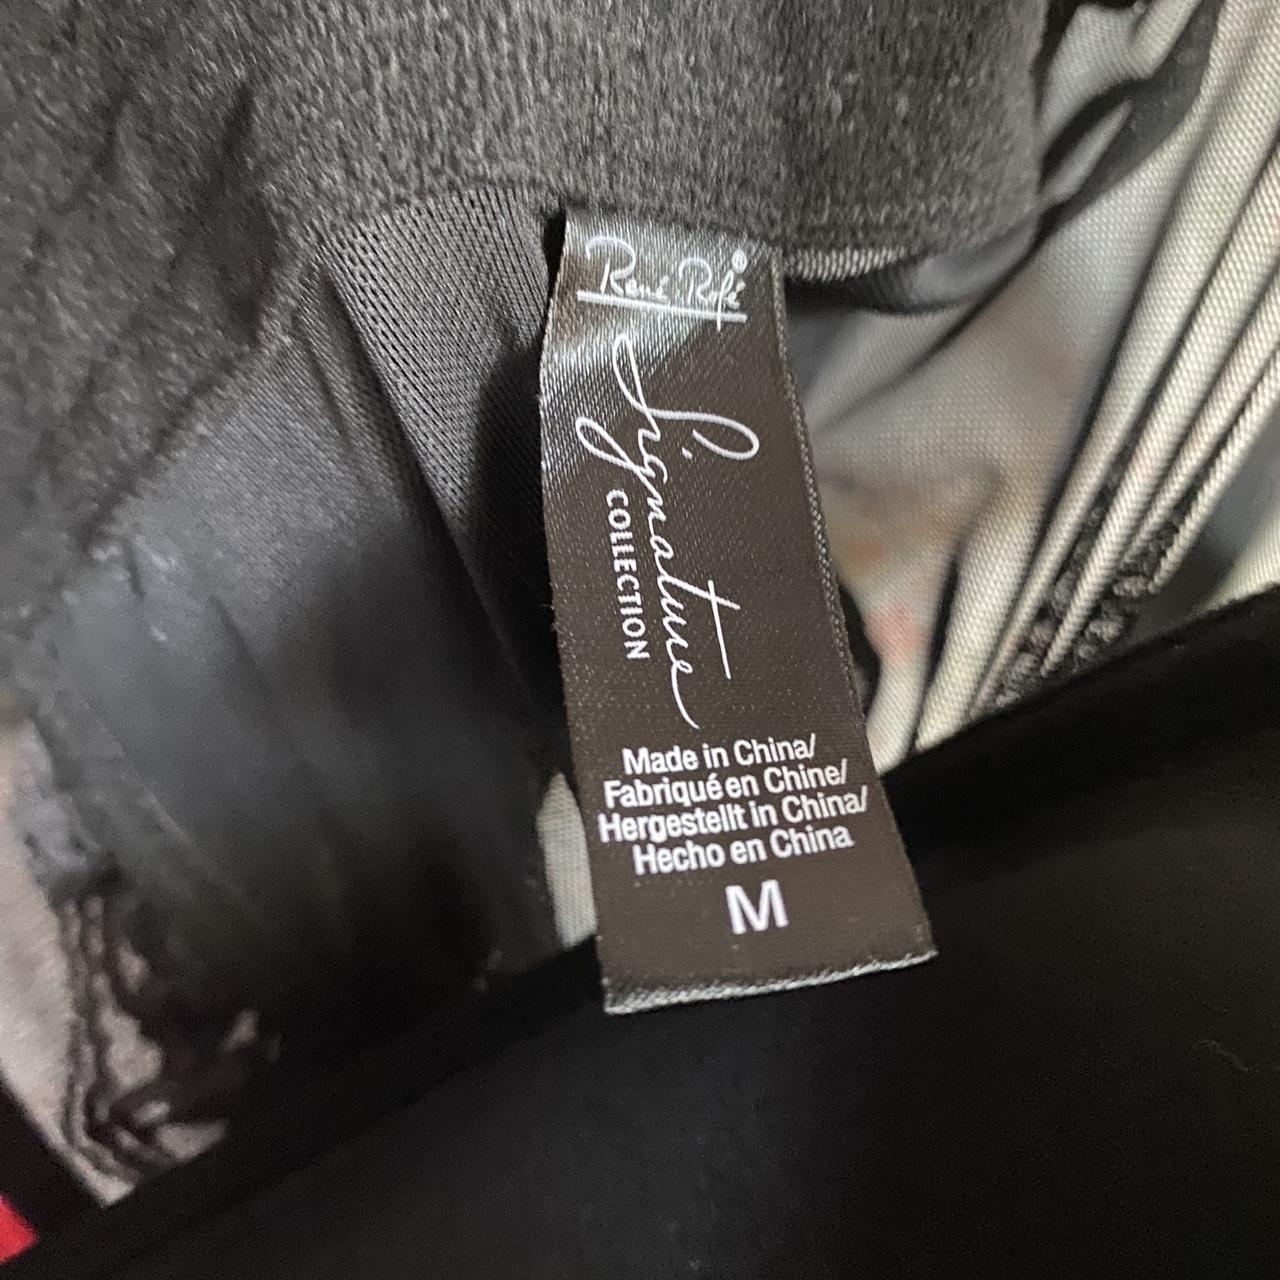 René Rofé®
Signature
COLLECTION
Made in China/
Fabriqué en Chine/
Hergestellt in China/
Hecho en China
M